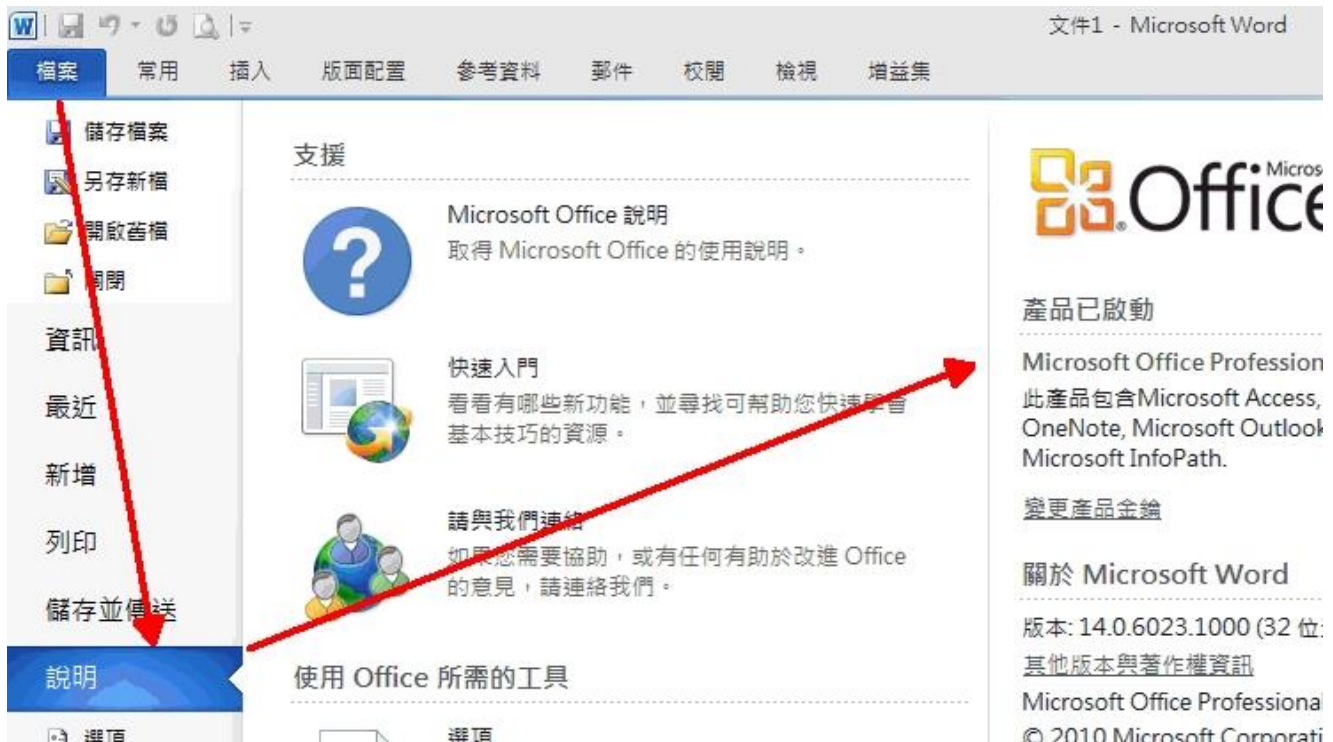 文件1 - Microsoft Word
檔案 常用 插入 版面配置 參考資料 郵件 校閱 檢視 增益集
儲存檔案
另存新檔
開啟舊檔
關閉
資訊
最近
新增
列印
儲存並傳送
說明
選項
支援
Microsoft Office 說明
取得 Microsoft Office 的使用說明。
快速入門
看看有哪些新功能，並尋找可幫助您快速學會
基本技巧的資源。
請與我們連絡
如果您需要協助，或有任何有助於改進 Office
的意見，請連絡我們。
使用 Office 所需的工具
選項
Micros
Office
產品已啟動
Microsoft Office Profession
此產品包含Microsoft Access,
OneNote, Microsoft Outlook
Microsoft InfoPath.
變更產品金鑰
關於 Microsoft Word
版本: 14.0.6023.1000 (32 位
其他版本與著作權資訊
Microsoft Office Professional
© 2010 Microsoft Corporati